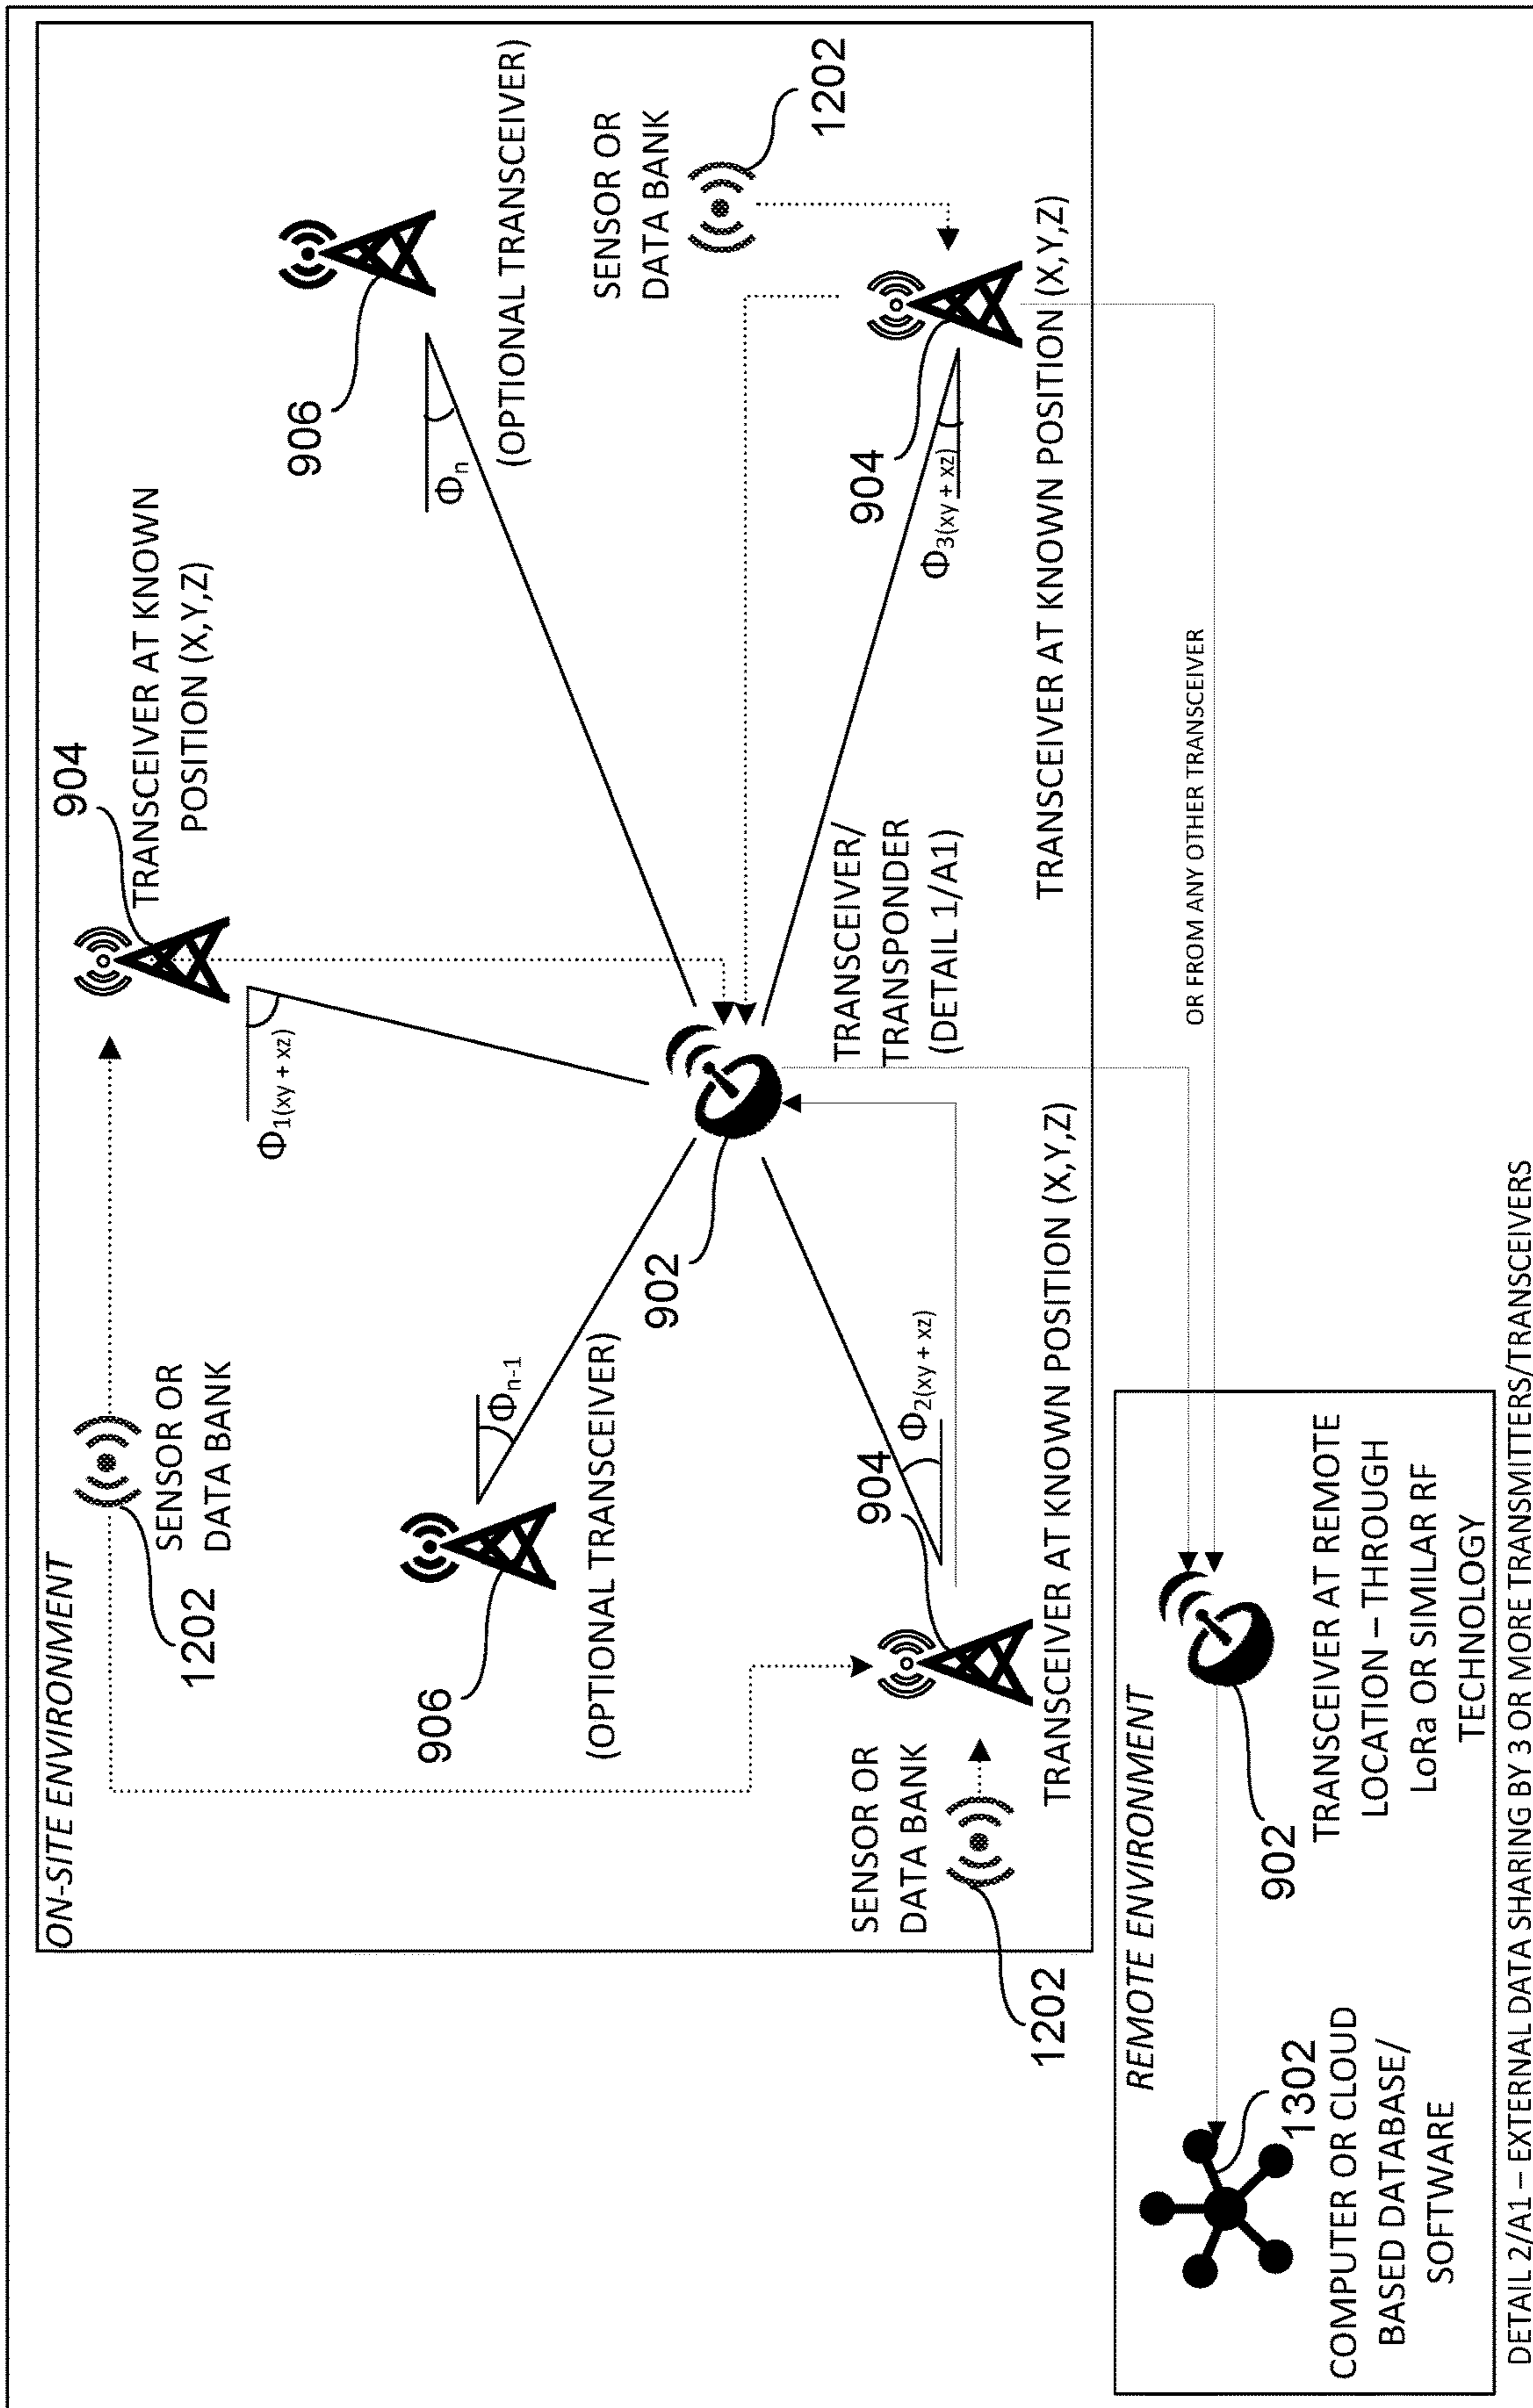 ON-SITE ENVIRONMENT
1202
SENSOR OR
DATA BANK
904
TRANSCEIVER AT KNOWN
POSITION (X,Y,Z)
Φ1(xy + xz)
906
(OPTIONAL TRANSCEIVER)
Φn-1
906
(OPTIONAL TRANSCEIVER)
Φn
902
TRANSCEIVER/
TRANSPONDER
(DETAIL 1/A1)
SENSOR OR
DATA BANK
1202
SENSOR OR
DATA BANK
1202
904
Φ2(xy + xz)
TRANSCEIVER AT KNOWN POSITION (X,Y,Z)
904
Φ3(xy + xz)
TRANSCEIVER AT KNOWN POSITION (X,Y,Z)
OR FROM ANY OTHER TRANSCEIVER
REMOTE ENVIRONMENT
1302
COMPUTER OR CLOUD
BASED DATABASE/
SOFTWARE
902
TRANSCEIVER AT REMOTE
LOCATION – THROUGH
LoRa OR SIMILAR RF
TECHNOLOGY
DETAIL 2/A1 – EXTERNAL DATA SHARING BY 3 OR MORE TRANSMITTERS/TRANSCEIVERS